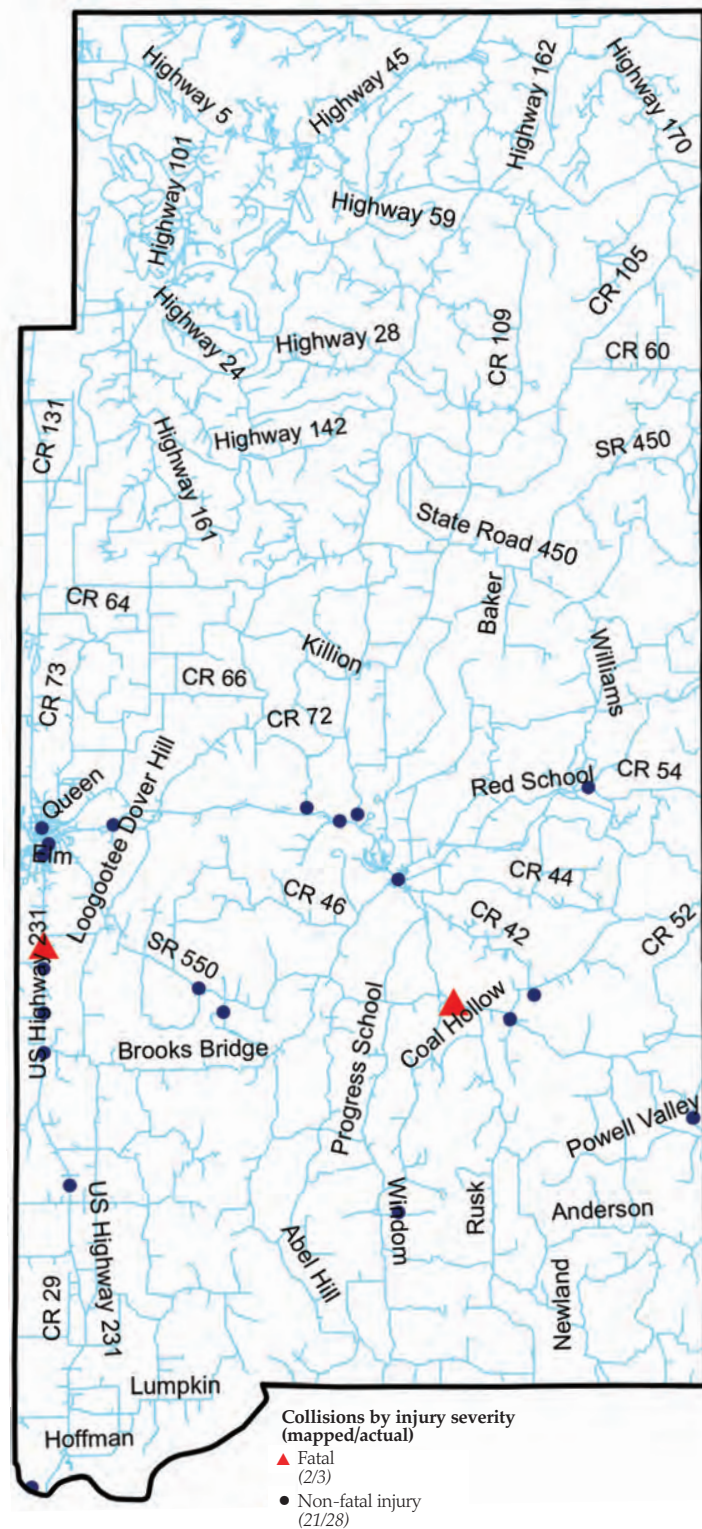 Highway 5
Highway 45
Highway 162
Highway 170
Highway 101
Highway 59
CR 105
Highway 24
Highway 28
CR 109
CR 60
CR 131
Highway 161
Highway 142
SR 450
State Road 450
CR 64
Baker
Killion
Williams
CR 73
CR 66
CR 72
Loogootee Dover Hill
Queen
Red School
CR 54
Elm
CR 46
CR 44
CR 42
CR 52
US Highway 231
SR 550
Coal Hollow
Brooks Bridge
Progress School
Powell Valley
US Highway 231
Abel Hill
Windom
Rusk
Anderson
CR 29
Newland
Lumpkin
Hoffman
Collisions by injury severity
(mapped/actual)
Fatal
(2/3)
Non-fatal injury
(21/28)